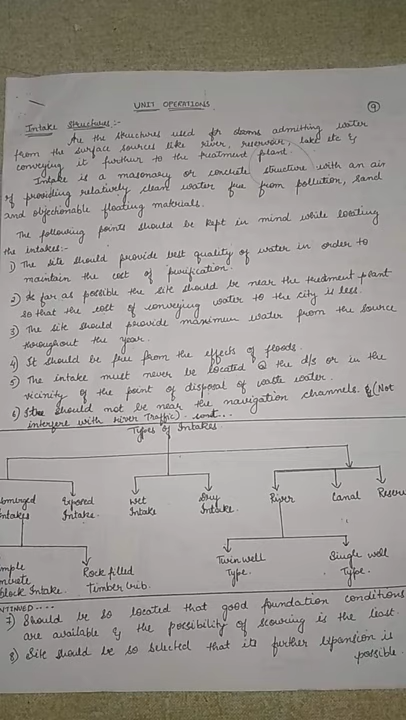 UNIT OPERATIONS
9
Intake Structures:-
Are the structures used for admitting water
from the surface sources like river, reservoir, lake etc &
conveying it further to the treatment plant.
Intake is a masonary or concrete structure with an aim
of providing relatively clean water free from pollution, sand
and objectionable floating materials.
The following points should be kept in mind while locating
the intakes:-
1) The site should provide best quality of water in order to
maintain the cost of purification.
2) As far as possible the site should be near the treatment plant
so that the cost of conveying water to the city is less.
3) The site should provide maximum water from the source
throughout the year.
4) It should be free from the effects of floods.
5) The intake must never be located @ the d/s or in the
vicinity of the point of disposal of waste water.
6) should not be near the navigation channels. (Not
interfere with river Traffic). cont...
Types of Intakes
Exposed
Intake.
Wet
Intake
Dry
Intake.
River
Canal
Rock filled
Timber crib.
Twin well
Type.
Single well
Type.
7) Should be so located that good foundation conditions
are available & the possibility of scouring is the least.
8) Site should be so selected that its further expansion is
possible.